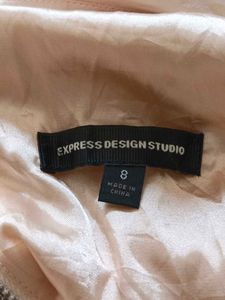 EXPRESS DESIGN STUDIO
8
MADE IN
CHINA